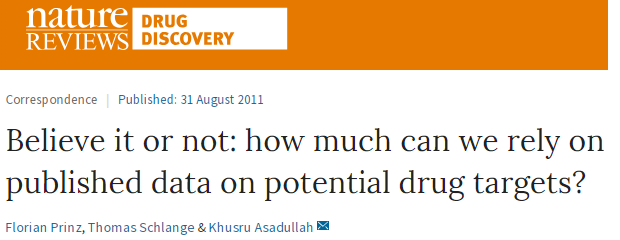 nature
REVIEWS
DRUG
DISCOVERY
Correspondence | Published: 31 August 2011
Believe it or not: how much can we rely on
published data on potential drug targets?
Florian Prinz, Thomas Schlange & Khusru Asadullah